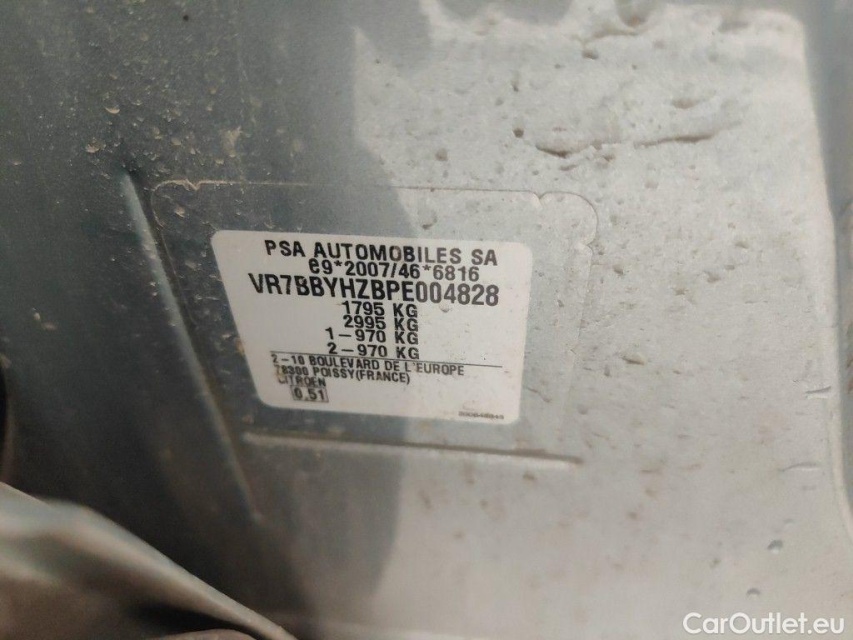 PSA AUTOMOBILES SA
e9*2007/46*6816
VR7BBYHZBPE004828
1795 KG
2995 KG
1-970 KG
2-970 KG
2-10 BOULEVARD DE L'EUROPE
78300 POISSY(FRANCE)
CITROEN
0.51
CarOutlet.eu